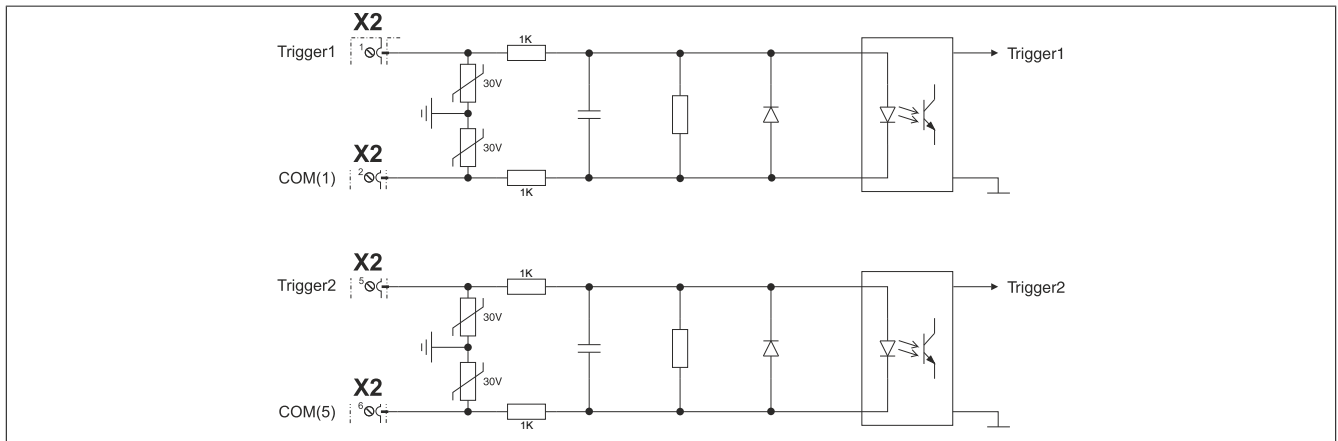 X2
Trigger1
1
1K
Trigger1
30V
30V
X2
COM(1)
2
1K
X2
Trigger2
5
1K
Trigger2
30V
30V
X2
COM(5)
6
1K